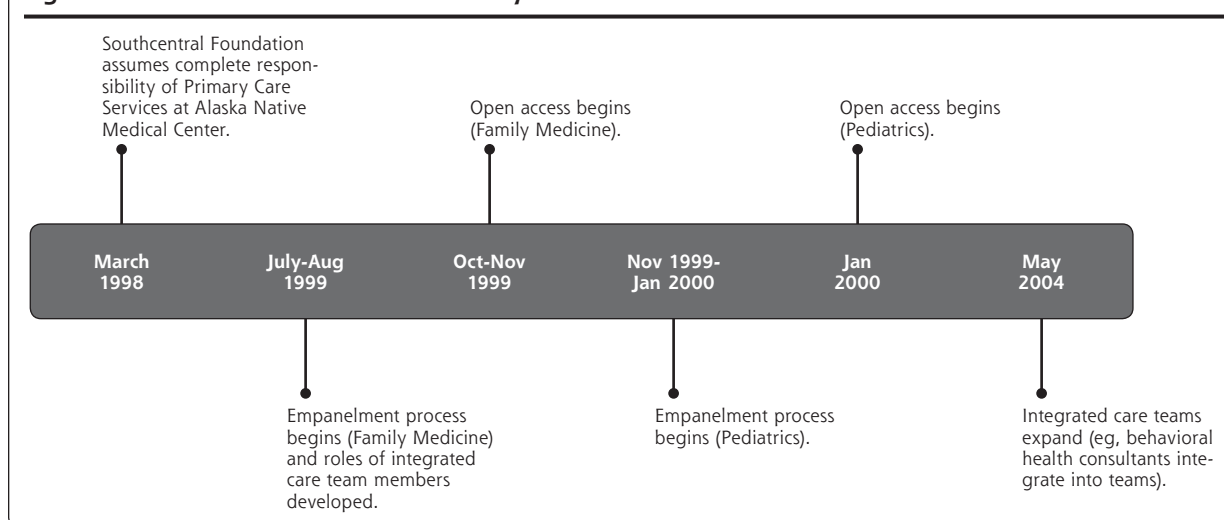 Southcentral Foundation
assumes complete respon-
sibility of Primary Care
Services at Alaska Native
Medical Center.
Open access begins
(Family Medicine).
Open access begins
(Pediatrics).
March
1998
July-Aug
1999
Oct-Nov
1999
Nov 1999-
Jan 2000
Jan
2000
May
2004
Empanelment process
begins (Family Medicine)
and roles of integrated
care team members
developed.
Empanelment process
begins (Pediatrics).
Integrated care teams
expand (eg, behavioral
health consultants inte-
grate into teams).